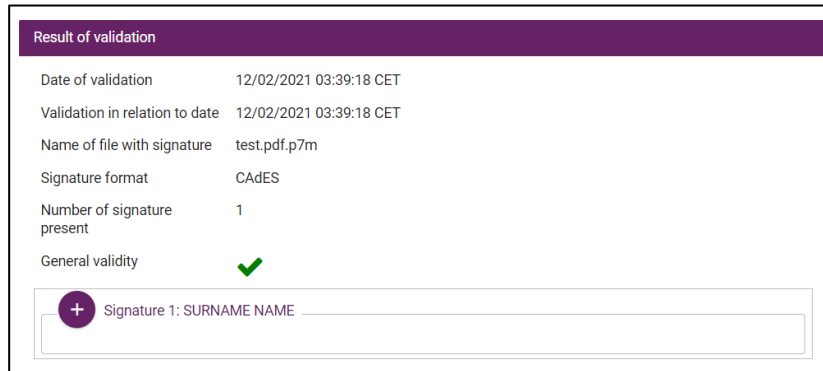 Result of validation
Date of validation 12/02/2021 03:39:18 CET
Validation in relation to date 12/02/2021 03:39:18 CET
Name of file with signature test.pdf.p7m
Signature format CAdES
Number of signature 1
present
General validity
Signature 1: SURNAME NAME